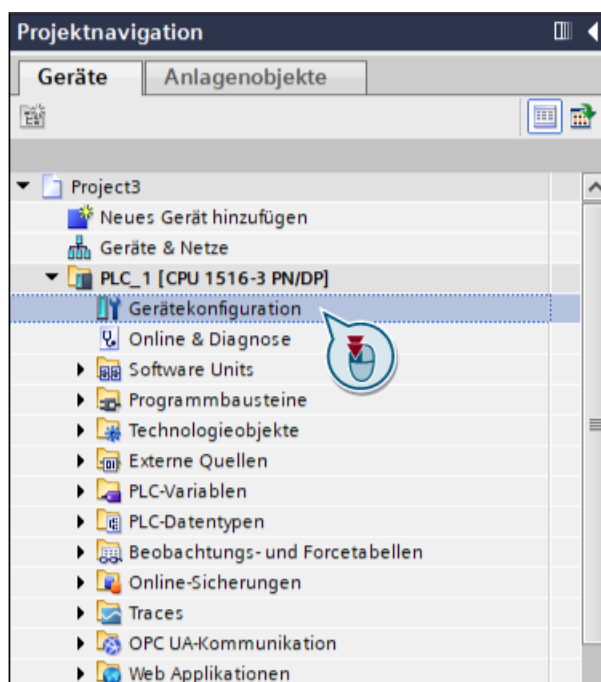 Projektnavigation
Geräte
Anlagenobjekte
Project3
Neues Gerät hinzufügen
Geräte & Netze
PLC_1 [CPU 1516-3 PN/DP]
Gerätekonfiguration
Online & Diagnose
Software Units
Programmbausteine
Technologieobjekte
Externe Quellen
PLC-Variablen
PLC-Datentypen
Beobachtungs- und Forcetabellen
Online-Sicherungen
Traces
OPC UA-Kommunikation
Web Applikationen